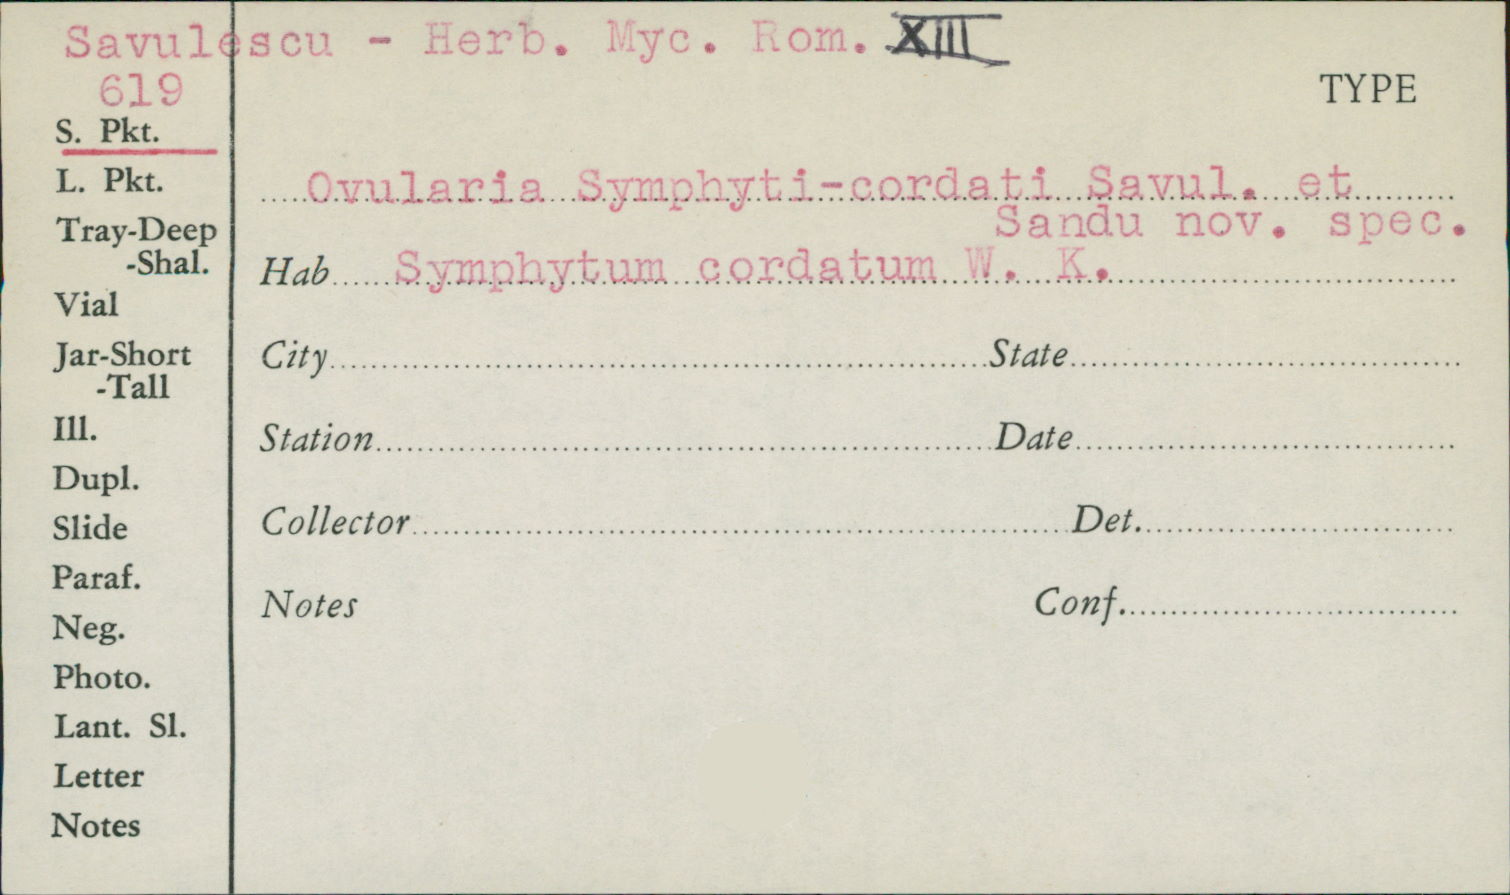 Savulescu - Herb. Myc. Rom. XIII
619
TYPE
S. Pkt.
L. Pkt.
Ovularia Symphyti-cordati Savul. et
Sandu nov. spec.
Tray-Deep
-Shal.
Hab Symphytum cordatum W. K.
Vial
Jar-Short
-Tall
City State
Ill.
Station Date
Dupl.
Slide
Collector Det.
Paraf.
Notes Conf.
Neg.
Photo.
Lant. Sl.
Letter
Notes